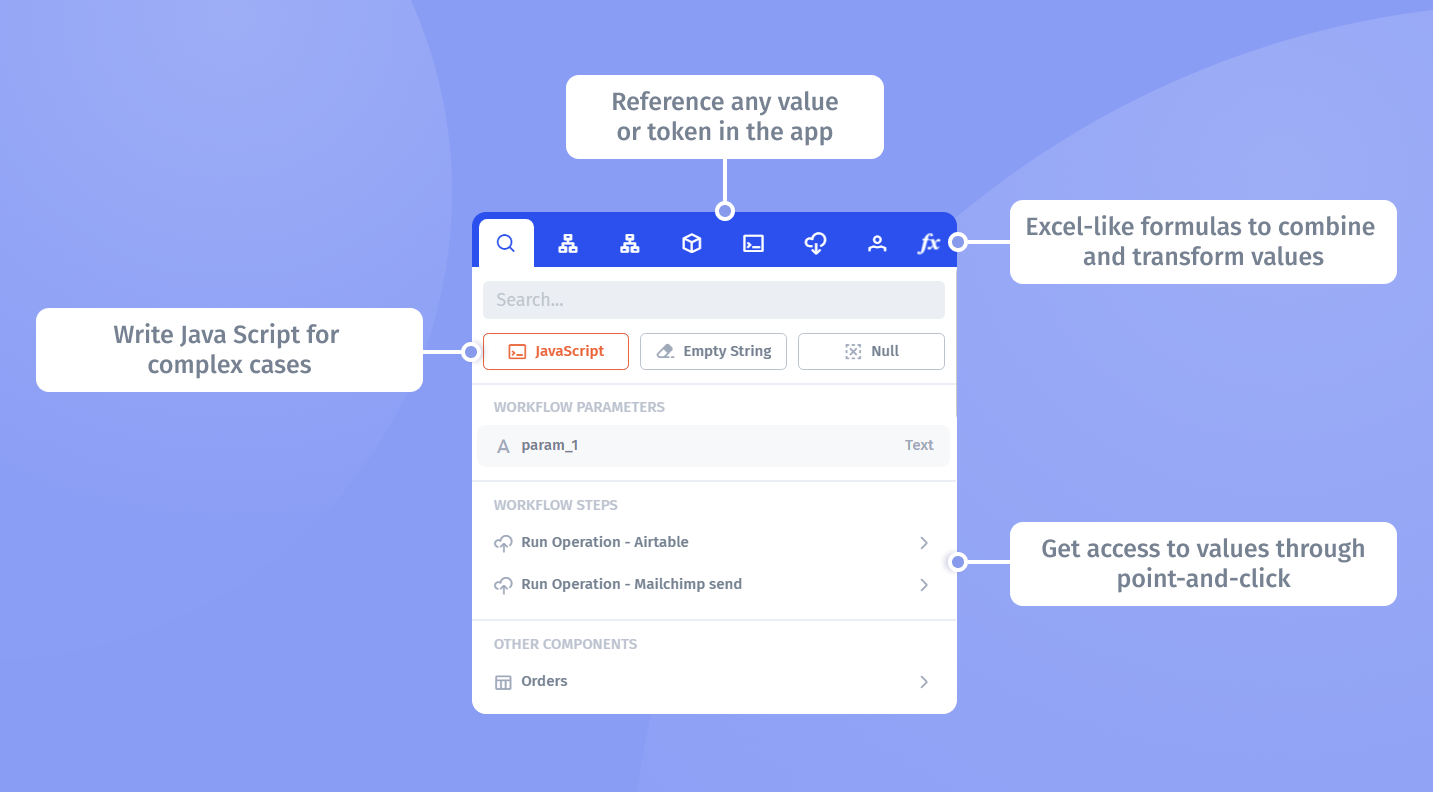 Reference any value
or token in the app
Excel-like formulas to combine
and transform values
fx
Search...
Write Java Script for
complex cases
JavaScript
Empty String
Null
WORKFLOW PARAMETERS
A param_1
Text
WORKFLOW STEPS
Run Operation - Airtable
Run Operation - Mailchimp send
Get access to values through
point-and-click
OTHER COMPONENTS
Orders